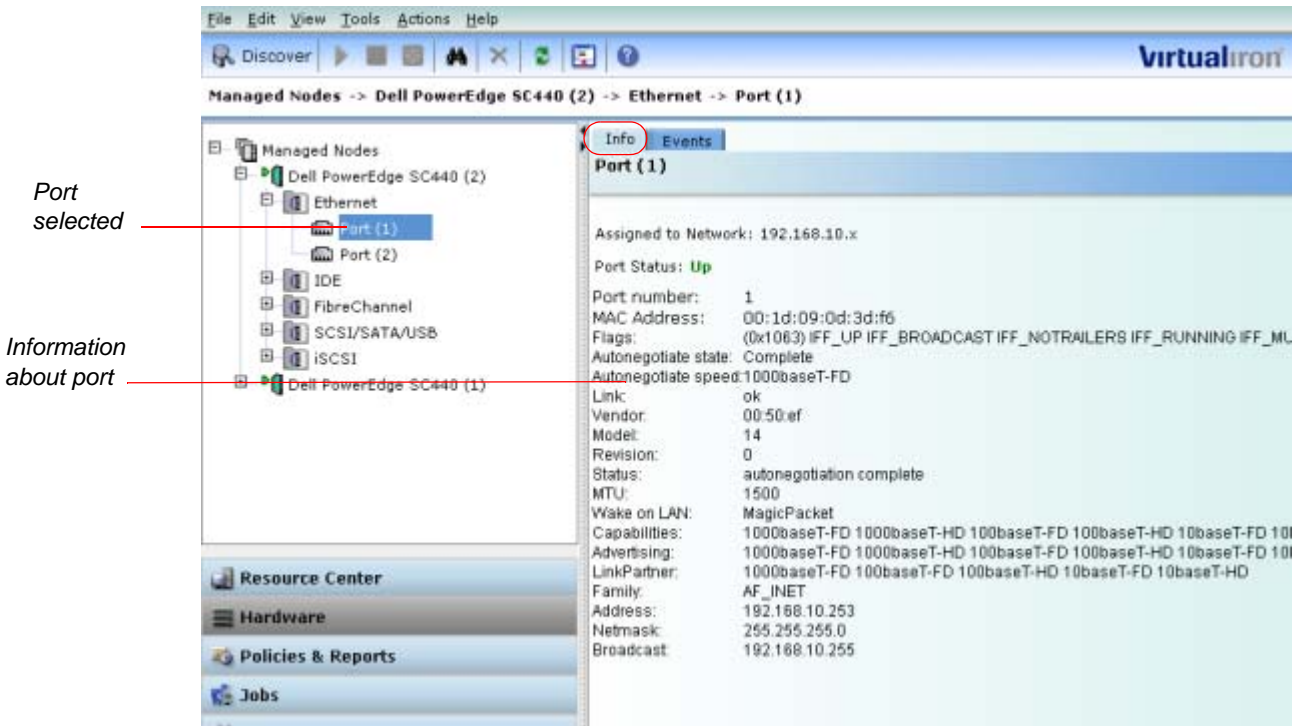 File Edit View Tools Actions Help
Discover
Virtualiron
Managed Nodes -> Dell PowerEdge SC440 (2) -> Ethernet -> Port (1)
Managed Nodes
Dell PowerEdge SC440 (2)
Ethernet
Port (1)
Port (2)
IDE
FibreChannel
SCSI/SATA/USB
iSCSI
Dell PowerEdge SC440 (1)
Port
selected
Information
about port
Resource Center
Hardware
Policies & Reports
Jobs
Info Events
Port (1)
Assigned to Network: 192.168.10.x
Port Status: Up
Port number: 1
MAC Address: 00:1d:09:0d:3d:f6
Flags: (0x1063) IFF_UP IFF_BROADCAST IFF_NOTRAILERS IFF_RUNNING IFF_MU
Autonegotiate state: Complete
Autonegotiate speed: 1000baseT-FD
Link: ok
Vendor: 00:50:ef
Model: 14
Revision: 0
Status: autonegotiation complete
MTU: 1500
Wake on LAN: MagicPacket
Capabilities: 1000baseT-FD 1000baseT-HD 100baseT-FD 100baseT-HD 10baseT-FD
Advertising: 1000baseT-FD 1000baseT-HD 100baseT-FD 100baseT-HD 10baseT-FD
LinkPartner: 1000baseT-FD 100baseT-FD 100baseT-HD 10baseT-FD 10baseT-HD
Family: AF_INET
Address: 192.168.10.253
Netmask: 255.255.255.0
Broadcast: 192.168.10.255